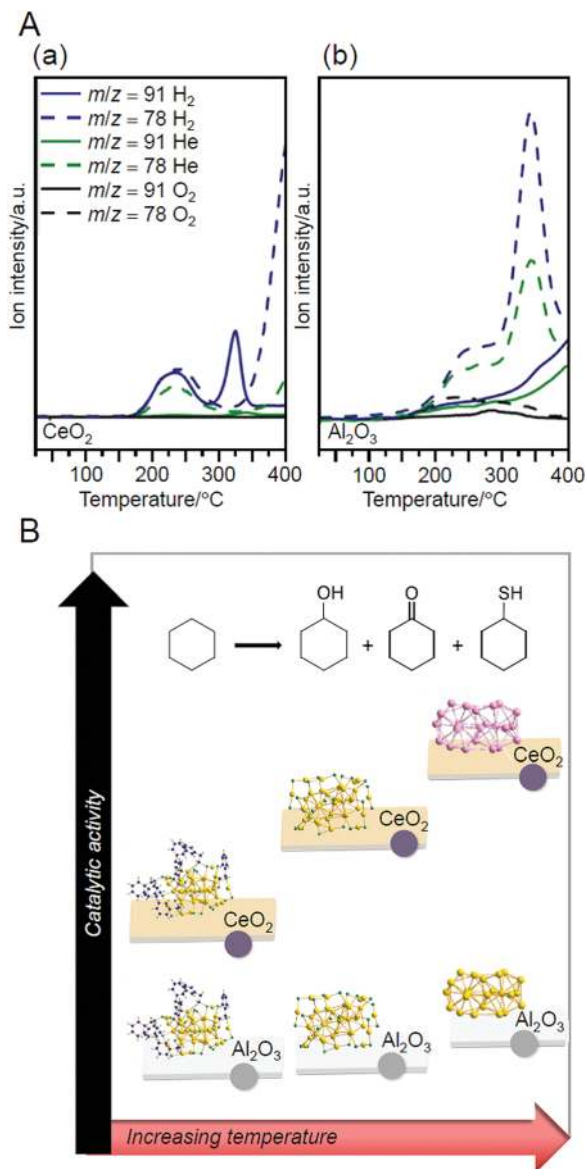 A
(a)
(b)
m/z = 91 H₂
m/z = 78 H₂
m/z = 91 He
m/z = 78 He
m/z = 91 O₂
m/z = 78 O₂
Ion intensity/a.u.
Ion intensity/a.u.
CeO₂
Al₂O₃
100 200 300 400
100 200 300 400
Temperature/°C
Temperature/°C
B
OH
O
SH
+ +
CeO₂
CeO₂
CeO₂
Al₂O₃
Al₂O₃
Al₂O₃
Catalytic activity
Increasing temperature